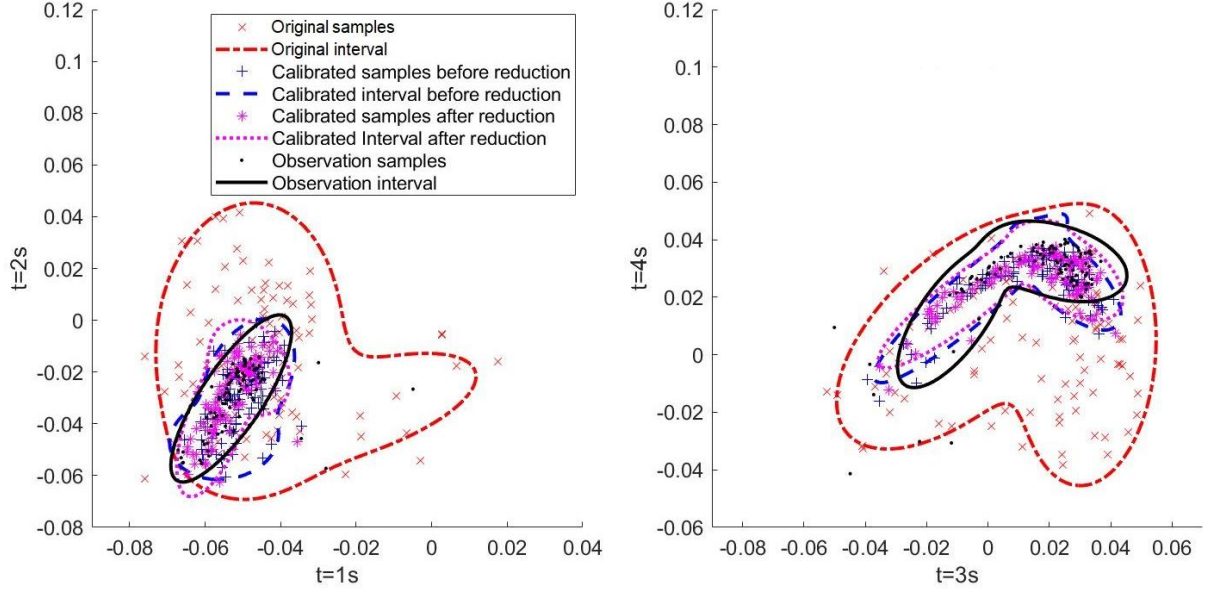 0.12
0.1
0.08
0.06
0.04
0.02
0
-0.02
-0.04
-0.06
-0.08
t=2s
Original samples
Original interval
Calibrated samples before reduction
Calibrated interval before reduction
Calibrated samples after reduction
Calibrated Interval after reduction
Observation samples
Observation interval
-0.08 -0.06 -0.04 -0.02 0 0.02 0.04
t=1s
0.12
0.1
0.08
0.06
0.04
0.02
0
-0.02
-0.04
-0.06
t=4s
-0.08 -0.06 -0.04 -0.02 0 0.02 0.04 0.06
t=3s